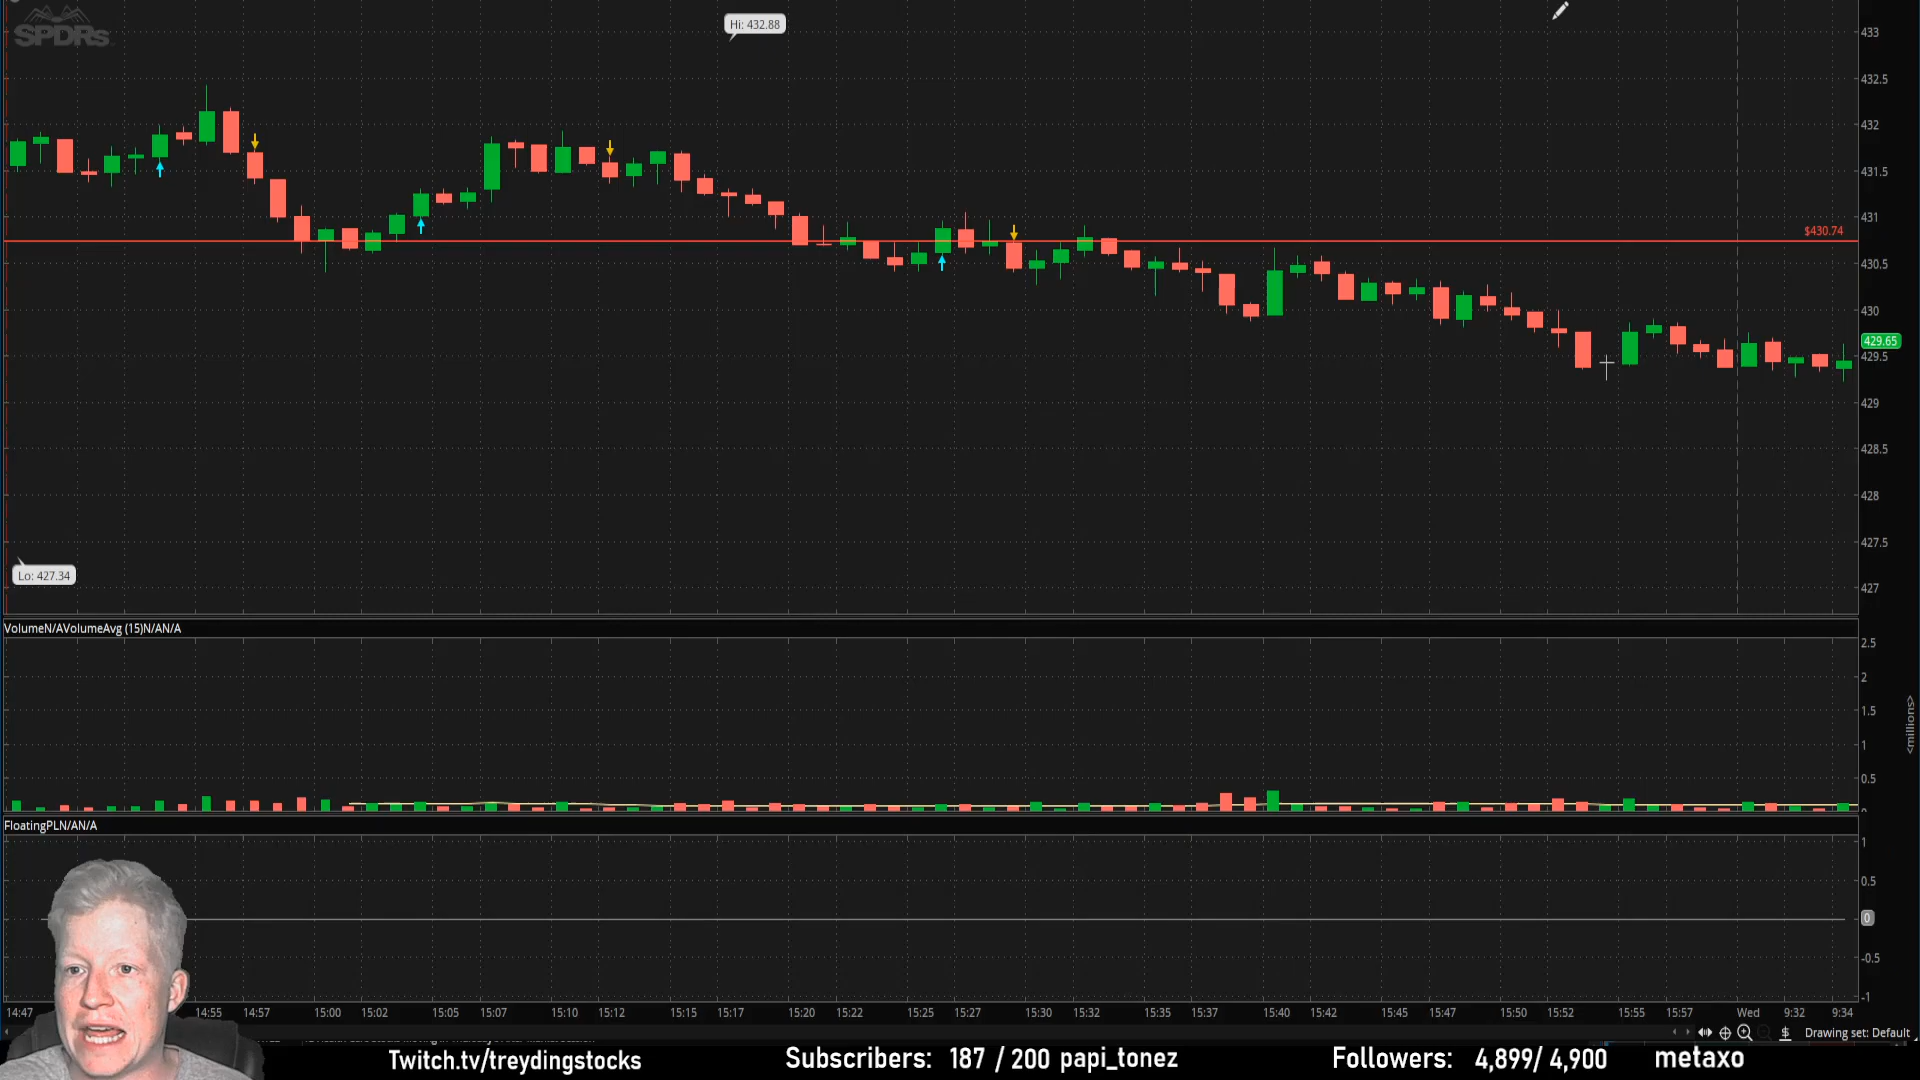 SPDRs
Hi: 432.88
433
432.5
432
431.5
431
$430.74
430.5
430
429.65
429.5
429
428.5
428
427.5
Lo: 427.34
427
VolumeN/AVolumeAvg (15)N/AN/A
2.5
2
1.5
1
0.5
0
<millions>
FloatingPLN/AN/A
1
0.5
0
-0.5
-1
14:47 14:55 14:57 15:00 15:02 15:05 15:07 15:10 15:12 15:15 15:17 15:20 15:22 15:25 15:27 15:30 15:32 15:35 15:37 15:40 15:42 15:45 15:47 15:50 15:52 15:55 15:57 Wed 9:32 9:34
Drawing set: Default
Twitch.tv/treydingstocks Subscribers: 187 / 200 papi_tonez Followers: 4,899/ 4,900 metaxo